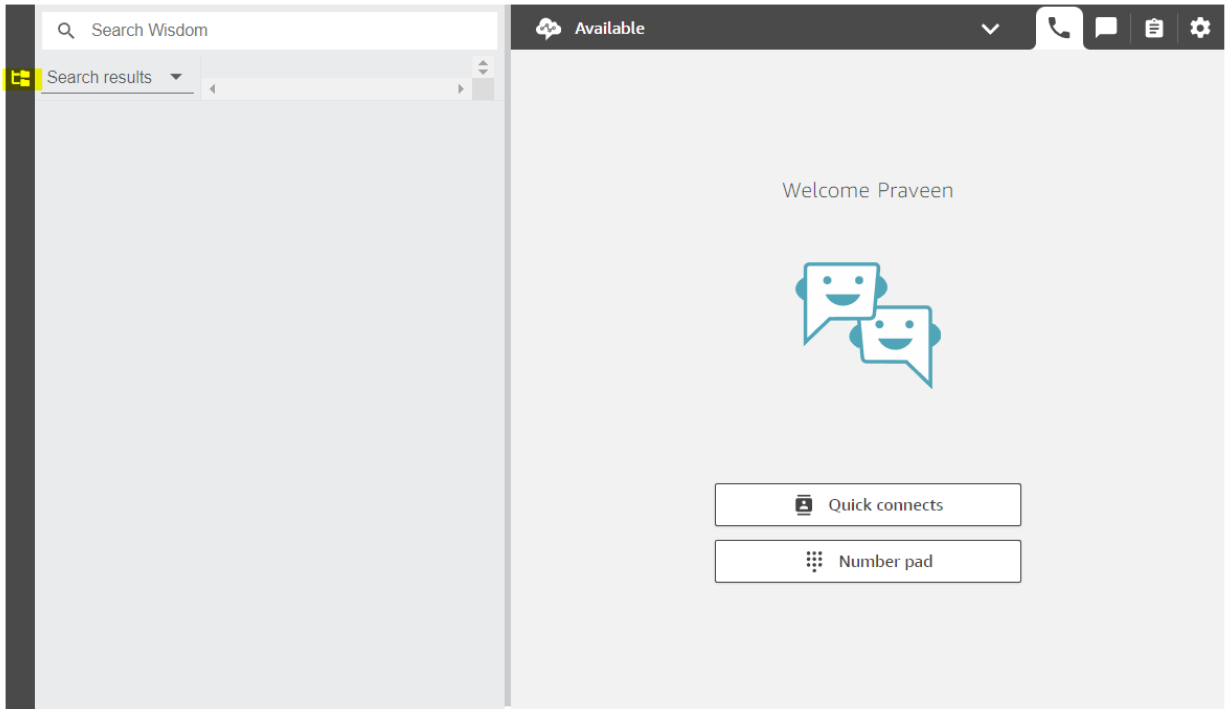 Search Wisdom
Search results
Available
Welcome Praveen
Quick connects
Number pad